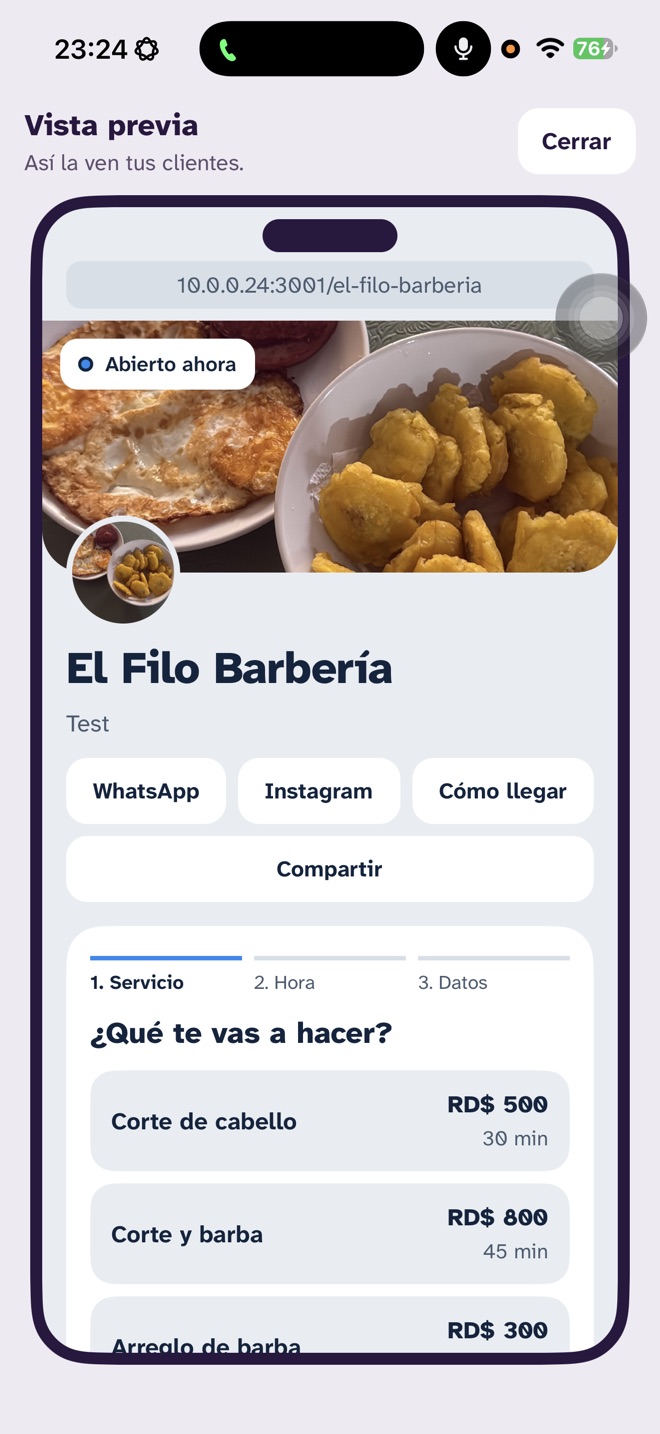 23:24
76
Vista previa
Así la ven tus clientes.
Cerrar
10.0.0.24:3001/el-filo-barberia
Abierto ahora
El Filo Barbería
Test
WhatsApp
Instagram
Cómo llegar
Compartir
1. Servicio
2. Hora
3. Datos
¿Qué te vas a hacer?
Corte de cabello
RD$ 500
30 min
Corte y barba
RD$ 800
45 min
Arreglo de barba
RD$ 300